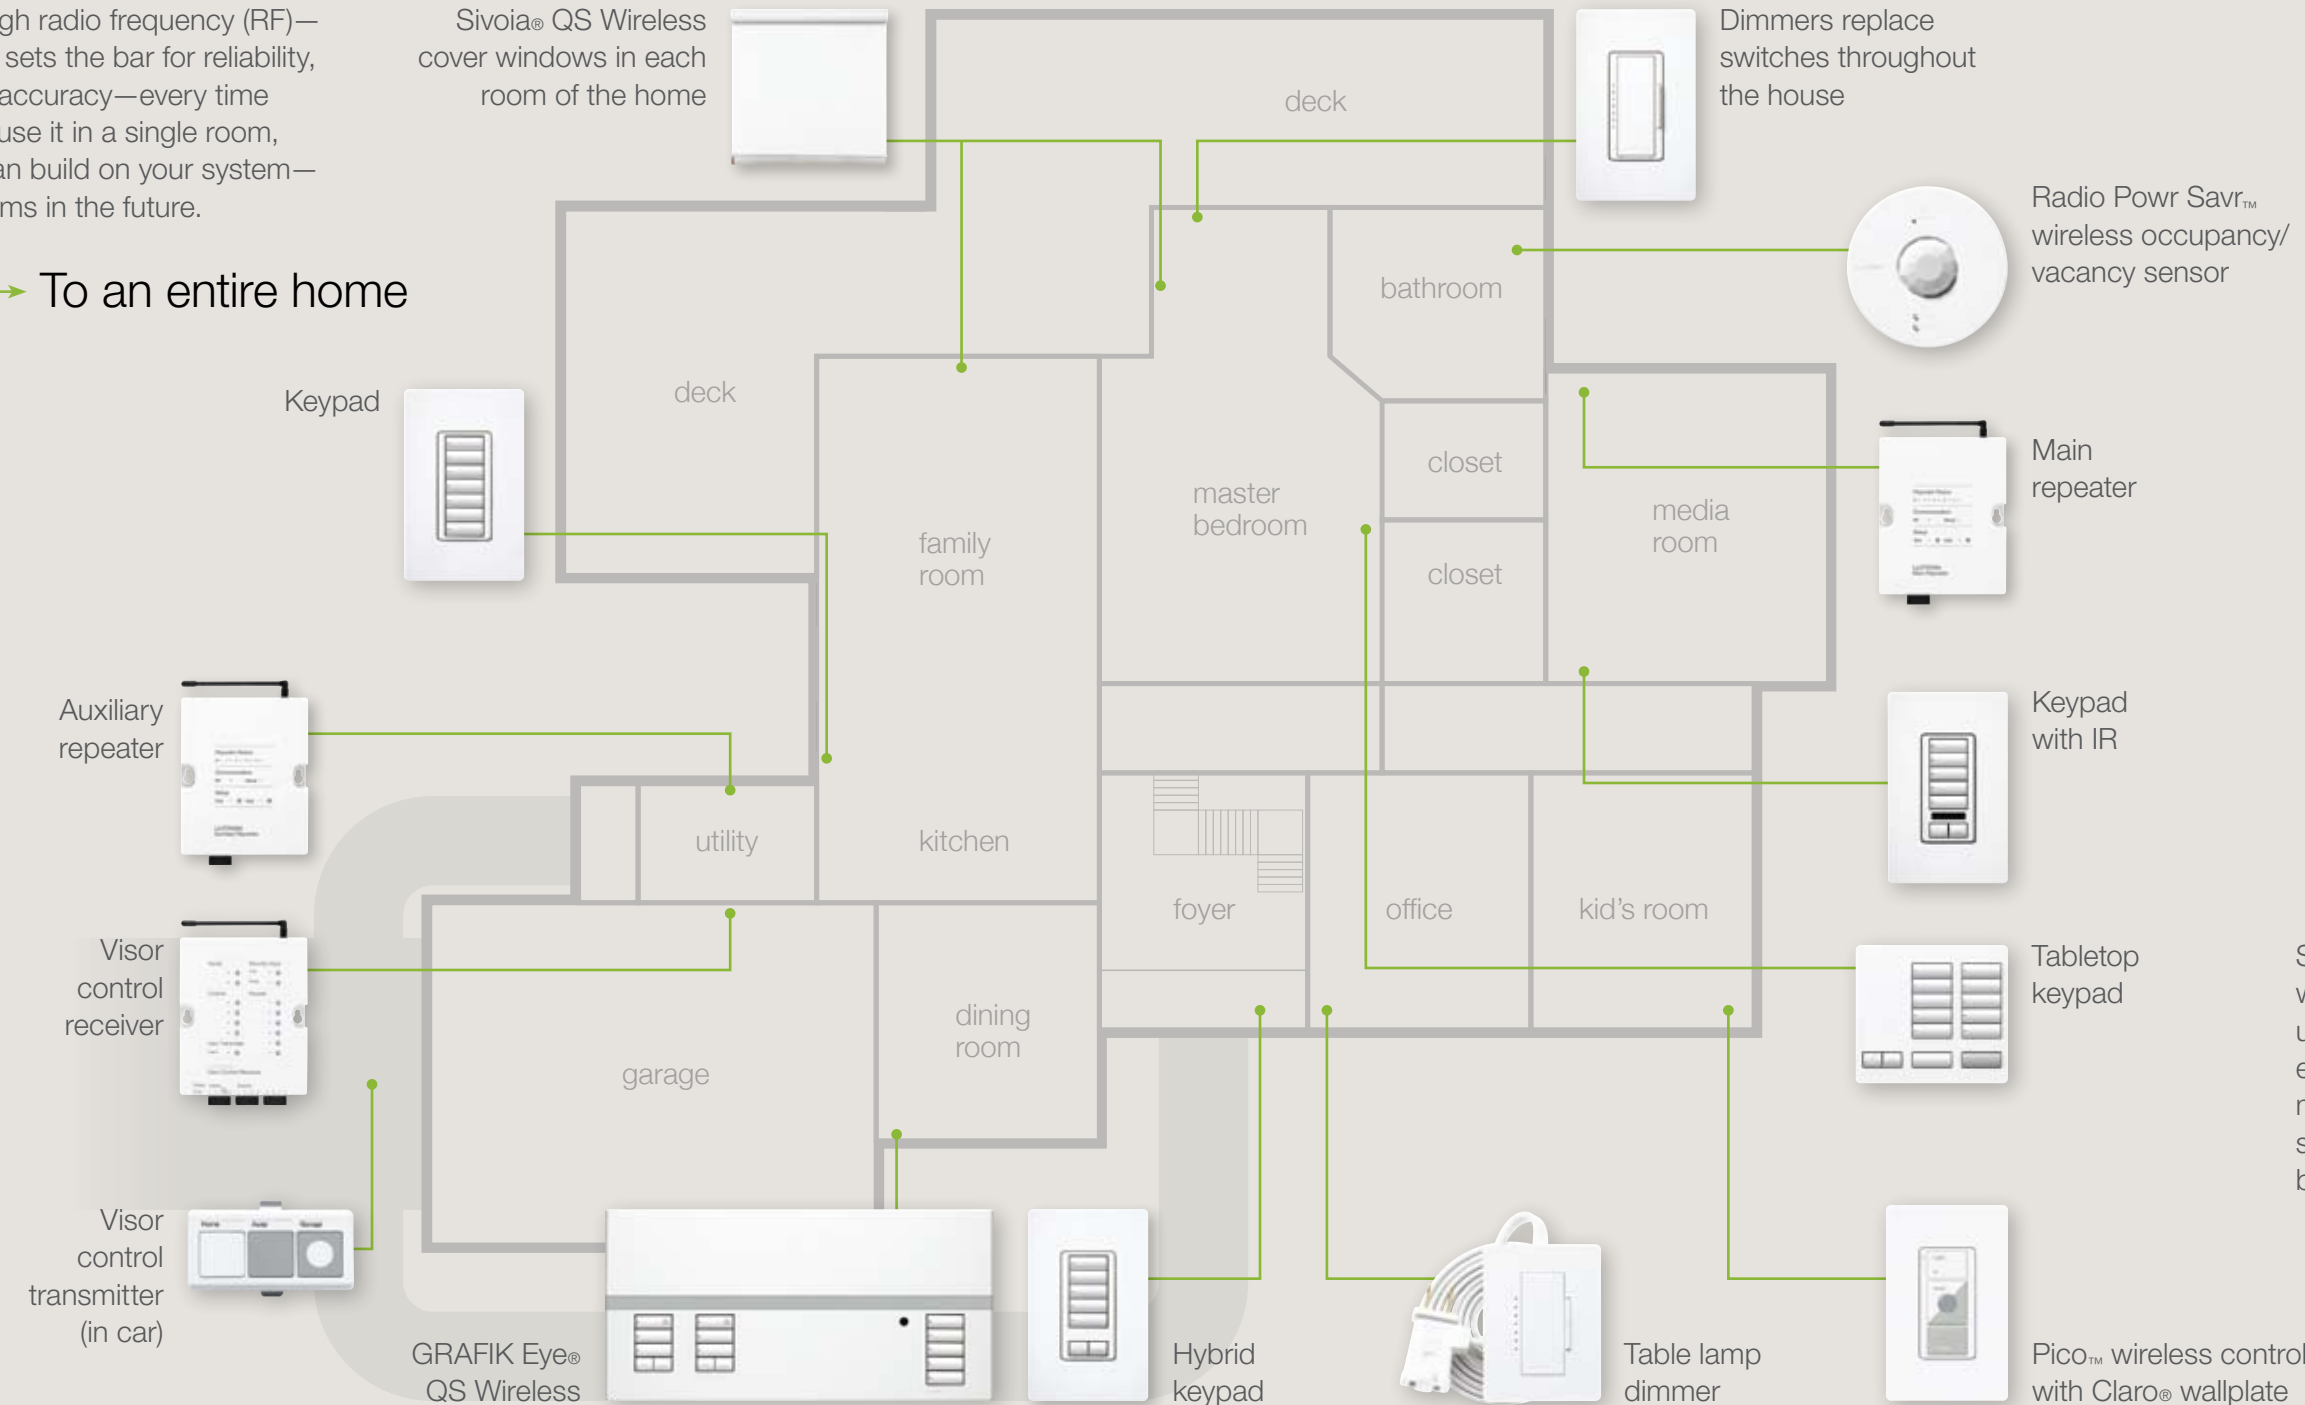 gh radio frequency (RF)—
sets the bar for reliability,
accuracy—every time
use it in a single room,
an build on your system—
ms in the future.
To an entire home
Sivoia® QS Wireless
cover windows in each
room of the home
Dimmers replace
switches throughout
the house
Radio Powr Savr™
wireless occupancy/
vacancy sensor
Keypad
Main
repeater
Auxiliary
repeater
Keypad
with IR
Visor
control
receiver
Tabletop
keypad
Visor
control
transmitter
(in car)
Home Away Garage
GRAFIK Eye®
QS Wireless
Hybrid
keypad
Table lamp
dimmer
Pico™ wireless control
with Claro® wallplate
deck
bathroom
deck
closet
master
bedroom
media
room
family
room
closet
utility
kitchen
foyer
office
kid's room
dining
room
garage